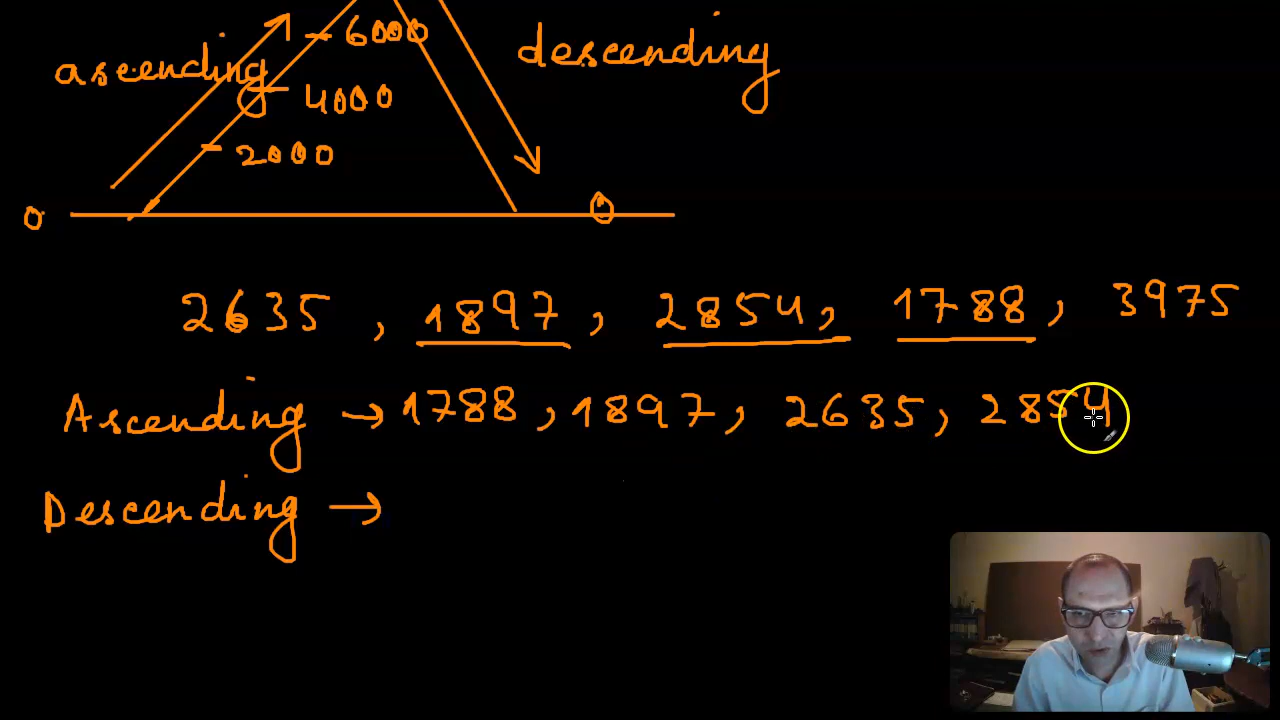 6000
ascending
descending
4000
2000
0
0
2635, 1897, 2854, 1788, 3975
Ascending → 1788, 1897, 2635, 2854
Descending →